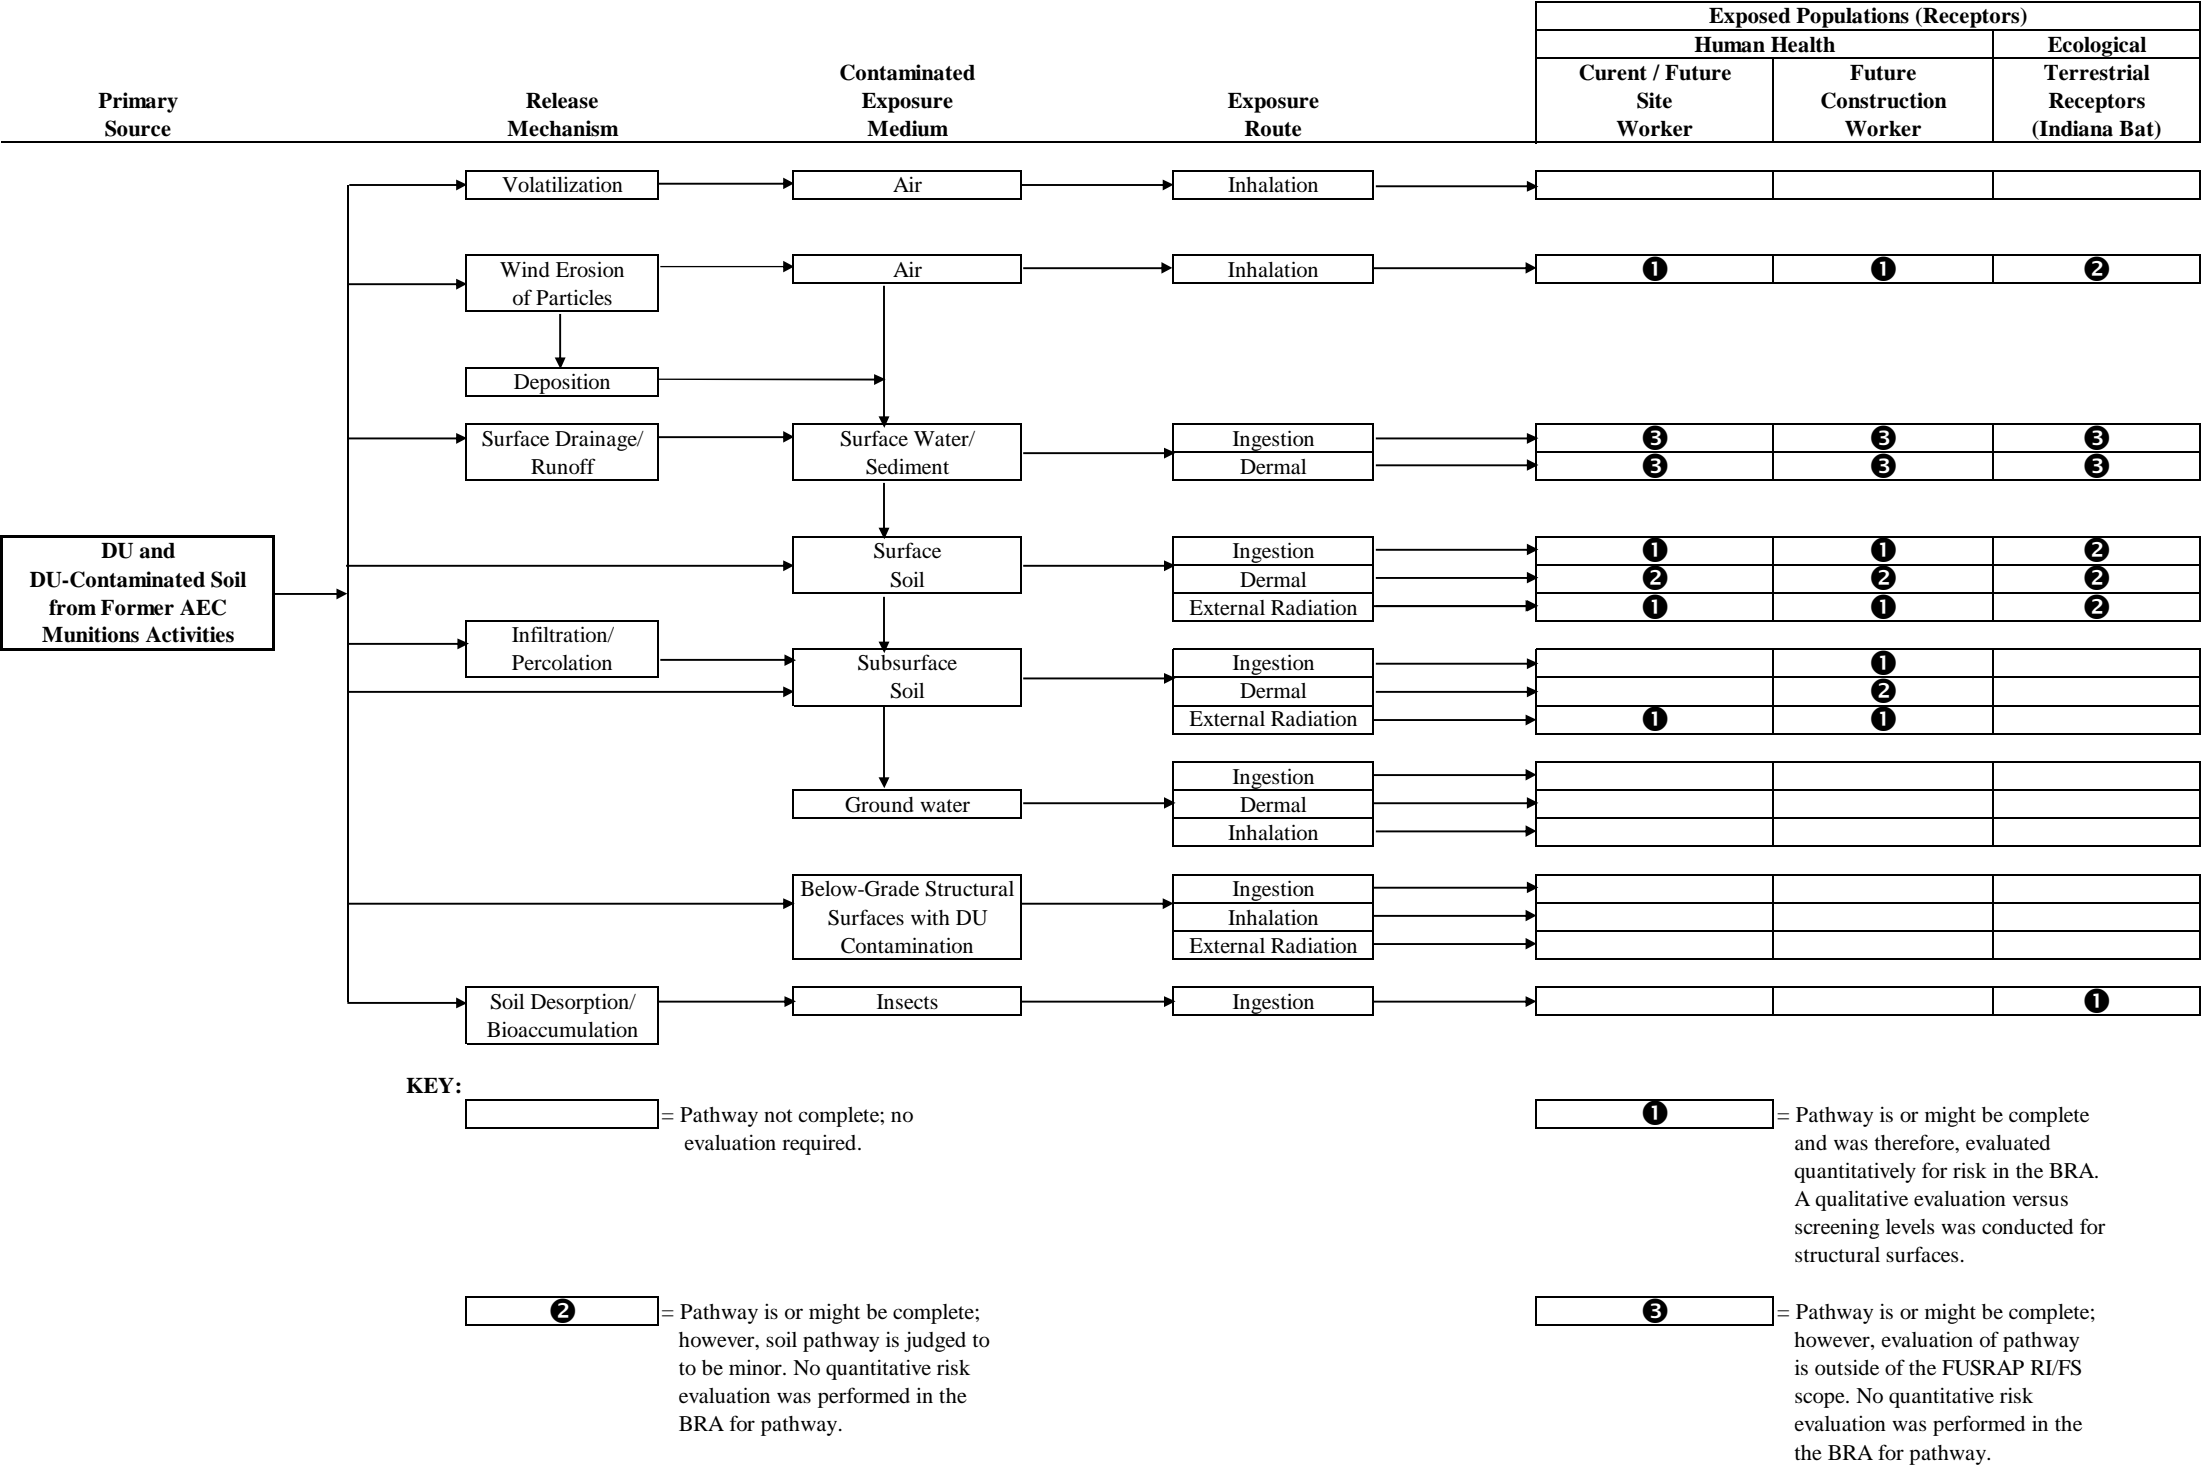 Exposed Populations (Receptors)
Human Health
Ecological
Primary
Source
Release
Mechanism
Contaminated
Exposure
Medium
Exposure
Route
Curent / Future
Site
Worker
Future
Construction
Worker
Terrestrial
Receptors
(Indiana Bat)
Volatilization
Air
Inhalation
Wind Erosion
of Particles
Air
Inhalation
❶ ❶ ❷
Deposition
Surface Drainage/
Runoff
Surface Water/
Sediment
Ingestion
❸ ❸ ❸
Dermal
❸ ❸ ❸
DU and
DU-Contaminated Soil
from Former AEC
Munitions Activities
Surface
Soil
Ingestion
❶ ❶ ❷
Dermal
❷ ❷ ❷
External Radiation
❶ ❶ ❷
Infiltration/
Percolation
Subsurface
Soil
Ingestion
❶
Dermal
❷
External Radiation
❶ ❶
Ground water
Ingestion
Dermal
Inhalation
Below-Grade Structural
Surfaces with DU
Contamination
Ingestion
Inhalation
External Radiation
Soil Desorption/
Bioaccumulation
Insects
Ingestion
❶
KEY:
= Pathway not complete; no
evaluation required.
❶ = Pathway is or might be complete
and was therefore, evaluated
quantitatively for risk in the BRA.
A qualitative evaluation versus
screening levels was conducted for
structural surfaces.
❷ = Pathway is or might be complete;
however, soil pathway is judged to
to be minor. No quantitative risk
evaluation was performed in the
BRA for pathway.
❸ = Pathway is or might be complete;
however, evaluation of pathway
is outside of the FUSRAP RI/FS
scope. No quantitative risk
evaluation was performed in the
the BRA for pathway.